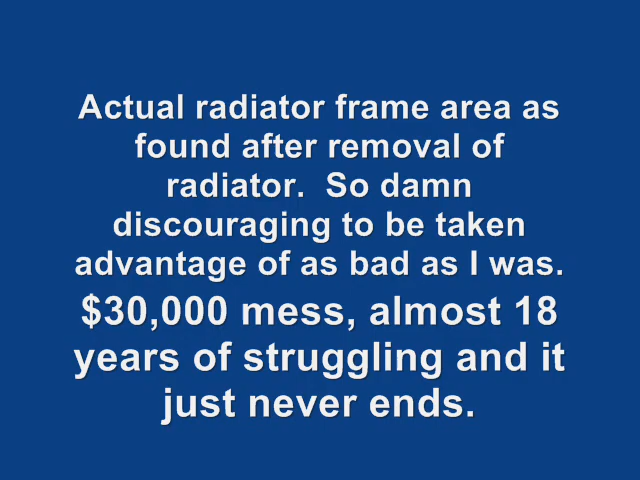 Actual radiator frame area as
found after removal of
radiator.  So damn
discouraging to be taken
advantage of as bad as I was.
$30,000 mess, almost 18
years of struggling and it
just never ends.